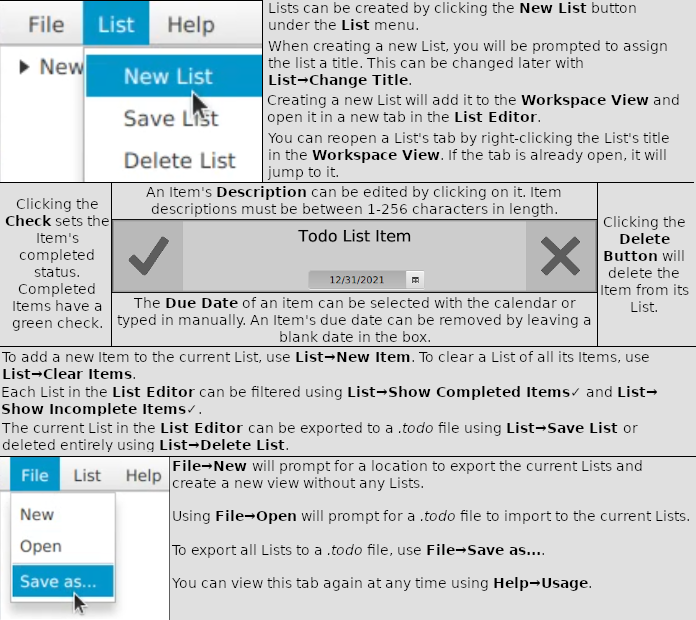 File List Help
New
New List
Save List
Delete List
Lists can be created by clicking the New List button
under the List menu.
When creating a new List, you will be prompted to assign
the list a title. This can be changed later with
List→Change Title.
Creating a new List will add it to the Workspace View and
open it in a new tab in the List Editor.
You can reopen a List's tab by right-clicking the List's title
in the Workspace View. If the tab is already open, it will
jump to it.
Clicking the
Check sets the
Item's
completed
status.
Completed
Items have a
green check.
An Item's Description can be edited by clicking on it. Item
descriptions must be between 1-256 characters in length.
Todo List Item
12/31/2021
The Due Date of an item can be selected with the calendar or
typed in manually. An Item's due date can be removed by leaving a
blank date in the box.
Clicking the
Delete
Button will
delete the
Item from its
List.
To add a new Item to the current List, use List→New Item. To clear a List of all its Items, use
List→Clear Items.
Each List in the List Editor can be filtered using List→Show Completed Items✓ and List→
Show Incomplete Items✓.
The current List in the List Editor can be exported to a .todo file using List→Save List or
deleted entirely using List→Delete List.
File List Help
New
Open
Save as...
File→New will prompt for a location to export the current Lists and
create a new view without any Lists.
Using File→Open will prompt for a .todo file to import to the current Lists.
To export all Lists to a .todo file, use File→Save as....
You can view this tab again at any time using Help→Usage.